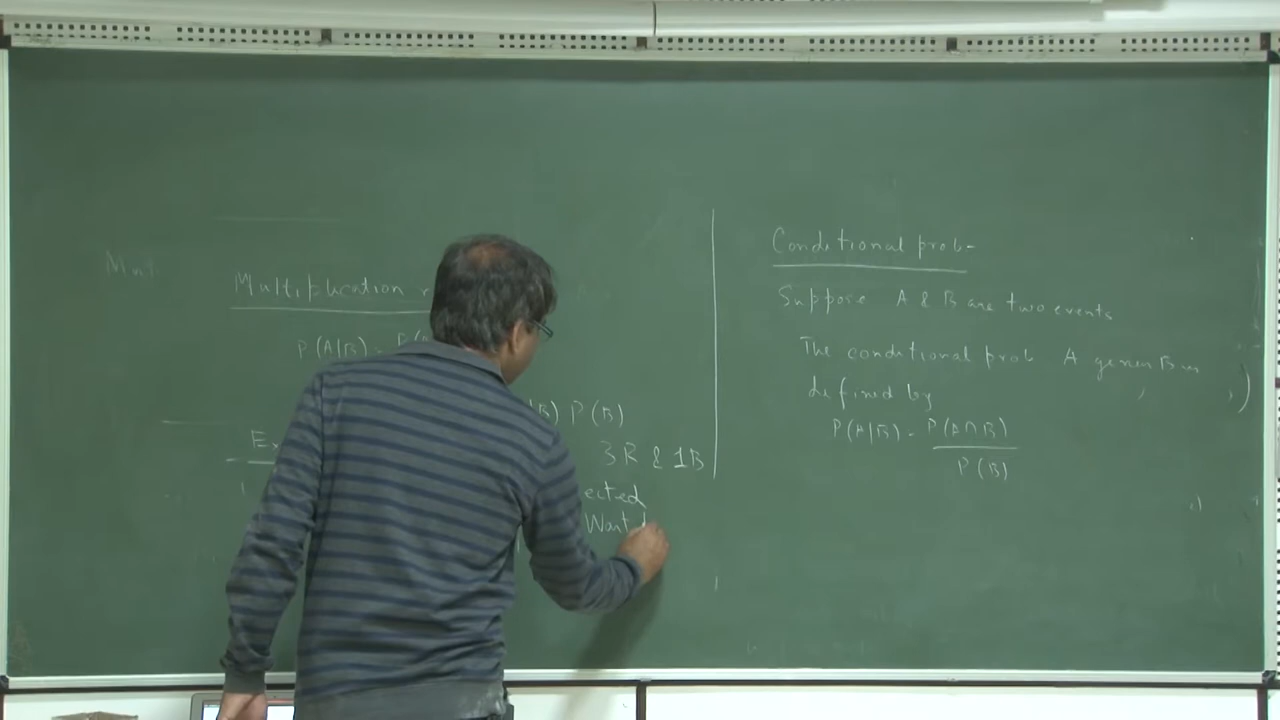 Multiplication
P(A|B) =
B) P(B)
Ex
3R & 1B
ected
Want
Conditional prob-
Suppose A & B are two events
The conditional prob A given B is
defined by
P(A|B) = P(A∩B)
P(B)